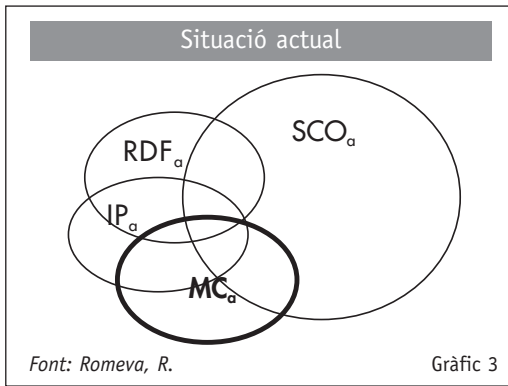 Situació actual
SCOₐ
RDFₐ
IPₐ
MCₐ
Font: Romeva, R.
Gràfic 3